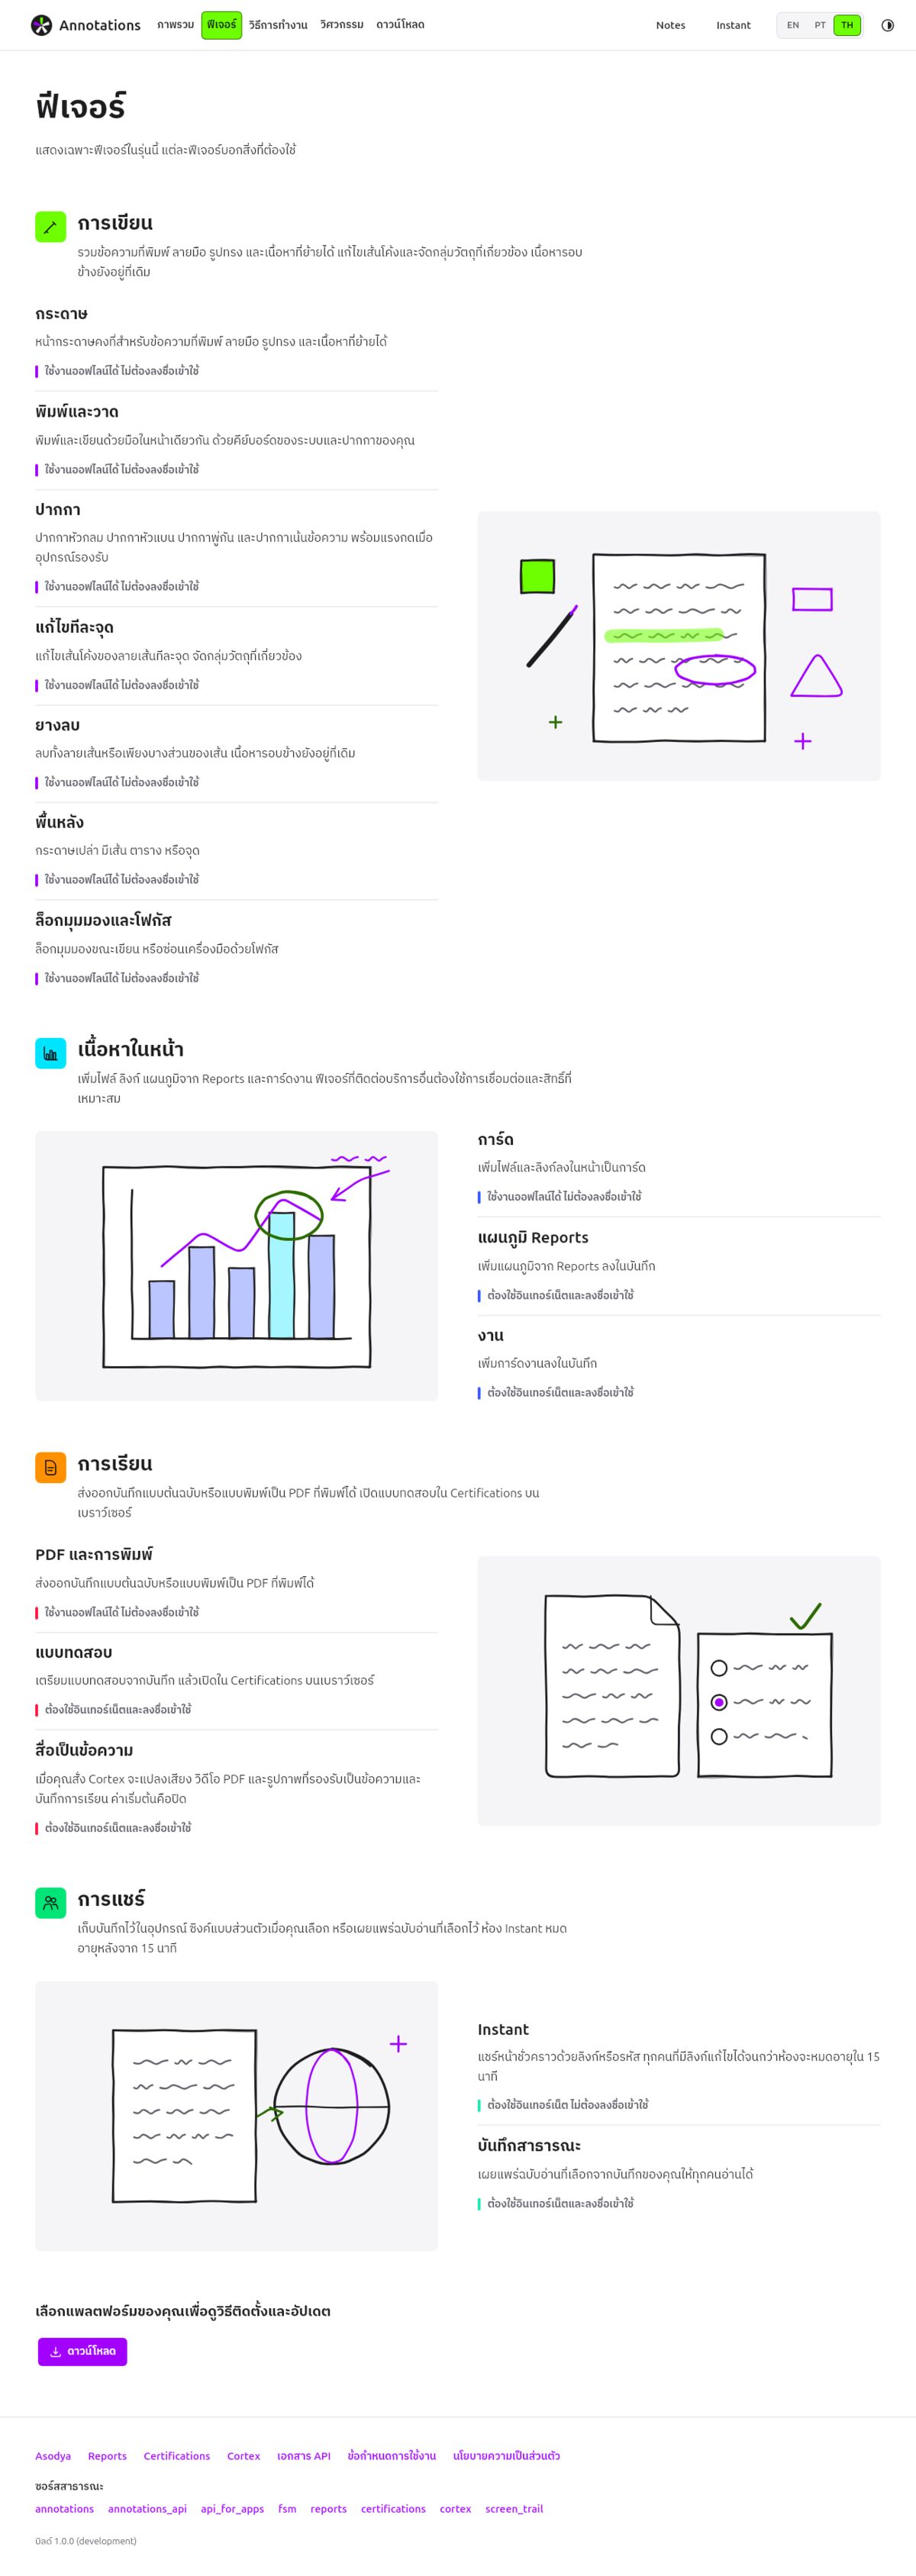 Annotations ภาพรวม ฟีเจอร์ วิธีการทำงาน วิศวกรรม ดาวน์โหลด Notes Instant EN PT TH
ฟีเจอร์
แสดงเฉพาะฟีเจอร์ในรุ่นนี้ แต่ละฟีเจอร์บอกสิ่งที่ต้องใช้
การเขียน
รวมข้อความที่พิมพ์ ลายมือ รูปทรง และเนื้อหาที่ย้ายได้ แก้ไขเส้นโค้งและจัดกลุ่มวัตถุที่เกี่ยวข้อง เนื้อหารอบ
ข้างยังอยู่ที่เดิม
กระดาษ
หน้ากระดาษคงที่สำหรับข้อความที่พิมพ์ ลายมือ รูปทรง และเนื้อหาที่ย้ายได้
ใช้งานออฟไลน์ได้ ไม่ต้องลงชื่อเข้าใช้
พิมพ์และวาด
พิมพ์และเขียนด้วยมือในหน้าเดียวกัน ด้วยคีย์บอร์ดของระบบและปากกาของคุณ
ใช้งานออฟไลน์ได้ ไม่ต้องลงชื่อเข้าใช้
ปากกา
ปากกาหัวกลม ปากกาหัวแบน ปากกาพู่กัน และปากกาเน้นข้อความ พร้อมแรงกดเมื่อ
อุปกรณ์รองรับ
ใช้งานออฟไลน์ได้ ไม่ต้องลงชื่อเข้าใช้
แก้ไขทีละจุด
แก้ไขเส้นโค้งของลายเส้นทีละจุด จัดกลุ่มวัตถุที่เกี่ยวข้อง
ใช้งานออฟไลน์ได้ ไม่ต้องลงชื่อเข้าใช้
ยางลบ
ลบทั้งลายเส้นหรือเพียงบางส่วนของเส้น เนื้อหารอบข้างยังอยู่ที่เดิม
ใช้งานออฟไลน์ได้ ไม่ต้องลงชื่อเข้าใช้
พื้นหลัง
กระดาษเปล่า มีเส้น ตาราง หรือจุด
ใช้งานออฟไลน์ได้ ไม่ต้องลงชื่อเข้าใช้
ล็อกมุมมองและโฟกัส
ล็อกมุมมองขณะเขียน หรือซ่อนเครื่องมือด้วยโฟกัส
ใช้งานออฟไลน์ได้ ไม่ต้องลงชื่อเข้าใช้
เนื้อหาในหน้า
เพิ่มไฟล์ ลิงก์ แผนภูมิจาก Reports และการ์ดงาน ฟีเจอร์ที่ติดต่อบริการอื่นต้องใช้การเชื่อมต่อและสิทธิ์ที่
เหมาะสม
การ์ด
เพิ่มไฟล์และลิงก์ลงในหน้าเป็นการ์ด
ใช้งานออฟไลน์ได้ ไม่ต้องลงชื่อเข้าใช้
แผนภูมิ Reports
เพิ่มแผนภูมิจาก Reports ลงในบันทึก
ต้องใช้อินเทอร์เน็ตและลงชื่อเข้าใช้
งาน
เพิ่มการ์ดงานลงในบันทึก
ต้องใช้อินเทอร์เน็ตและลงชื่อเข้าใช้
การเรียน
ส่งออกบันทึกแบบต้นฉบับหรือแบบพิมพ์เป็น PDF ที่พิมพ์ได้ เปิดแบบทดสอบใน Certifications บน
เบราว์เซอร์
PDF และการพิมพ์
ส่งออกบันทึกแบบต้นฉบับหรือแบบพิมพ์เป็น PDF ที่พิมพ์ได้
ใช้งานออฟไลน์ได้ ไม่ต้องลงชื่อเข้าใช้
แบบทดสอบ
เตรียมแบบทดสอบจากบันทึก แล้วเปิดใน Certifications บนเบราว์เซอร์
ต้องใช้อินเทอร์เน็ตและลงชื่อเข้าใช้
สื่อเป็นข้อความ
เมื่อคุณสั่ง Cortex จะแปลงเสียง วิดีโอ PDF และรูปภาพที่รองรับเป็นข้อความและ
บันทึกการเรียน ค่าเริ่มต้นคือปิด
ต้องใช้อินเทอร์เน็ตและลงชื่อเข้าใช้
การแชร์
เก็บบันทึกไว้ในอุปกรณ์ ซิงค์แบบส่วนตัวเมื่อคุณเลือก หรือเผยแพร่ฉบับอ่านที่เลือกไว้ ห้อง Instant หมด
อายุหลังจาก 15 นาที
Instant
แชร์หน้าชั่วคราวด้วยลิงก์หรือรหัส ทุกคนที่มีลิงก์แก้ไขได้จนกว่าห้องจะหมดอายุใน 15
นาที
ต้องใช้อินเทอร์เน็ต ไม่ต้องลงชื่อเข้าใช้
บันทึกสาธารณะ
เผยแพร่ฉบับอ่านที่เลือกจากบันทึกของคุณให้ทุกคนอ่านได้
ต้องใช้อินเทอร์เน็ตและลงชื่อเข้าใช้
เลือกแพลตฟอร์มของคุณเพื่อดูวิธีติดตั้งและอัปเดต
ดาวน์โหลด
Asodya Reports Certifications Cortex เอกสาร API ข้อกำหนดการใช้งาน นโยบายความเป็นส่วนตัว
ซอร์สสาธารณะ
annotations annotations_api api_for_apps fsm reports certifications cortex screen_trail
บิลด์ 1.0.0 (development)